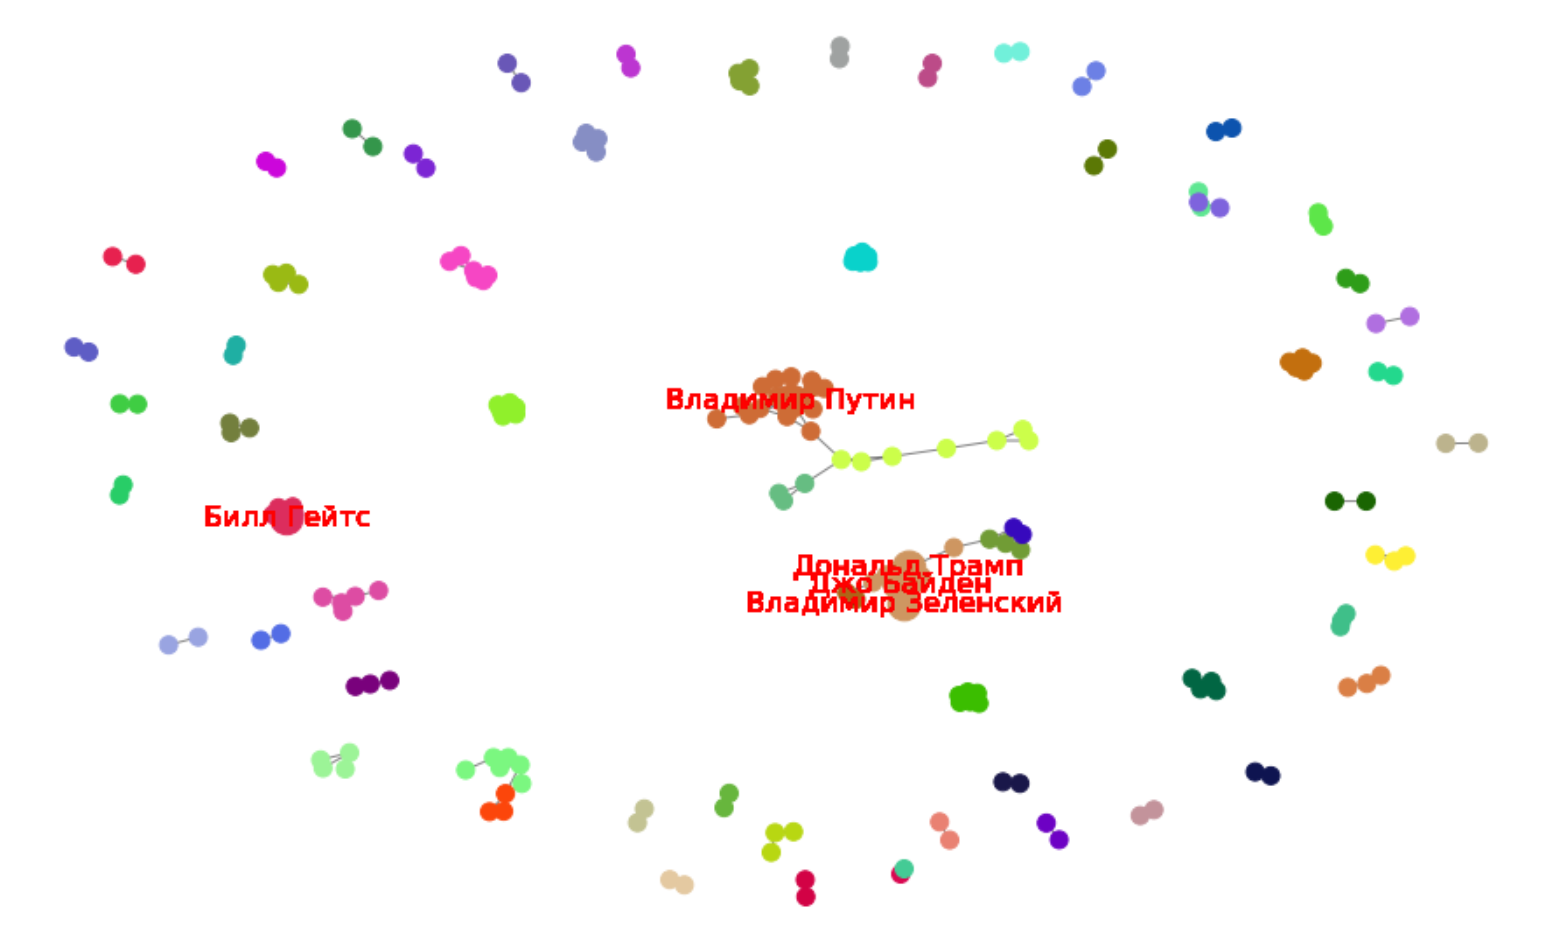 Владимир Путин
Билл Гейтс
Дональд Трамп
Джо Байден
Владимир Зеленский